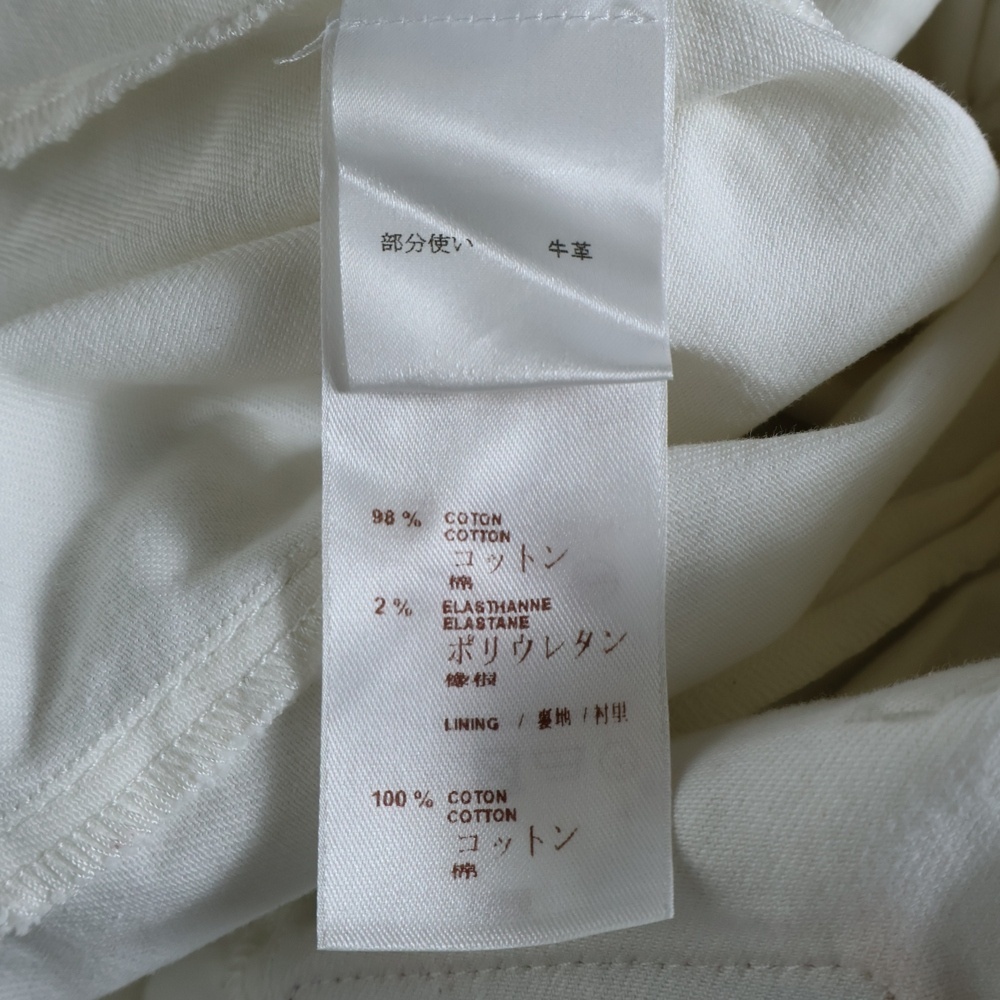 部分使い 牛革
98 % COTON
COTTON
コットン
棉
2 % ELASTHANNE
ELASTANE
ポリウレタン
LINING / 裏地 / 衬里
100 % COTON
COTTON
コットン
棉